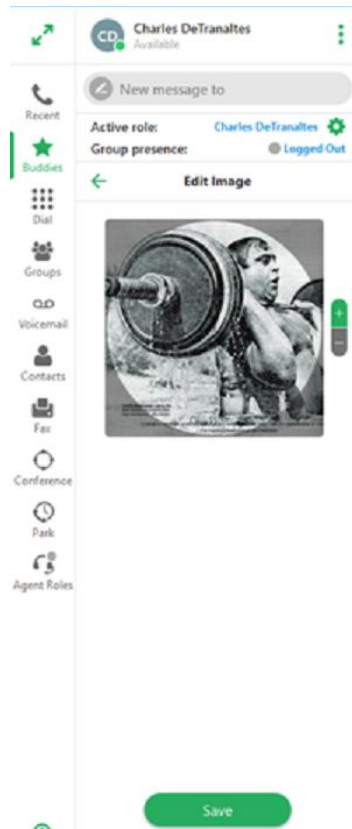 CD
Charles DeTranaltes
Available
New message to
Active role: Charles DeTranaltes
Group presence: Logged Out
Edit Image
Recent
Buddies
Dial
Groups
Voicemail
Contacts
Fax
Conference
Park
Agent Roles
+
-
Save